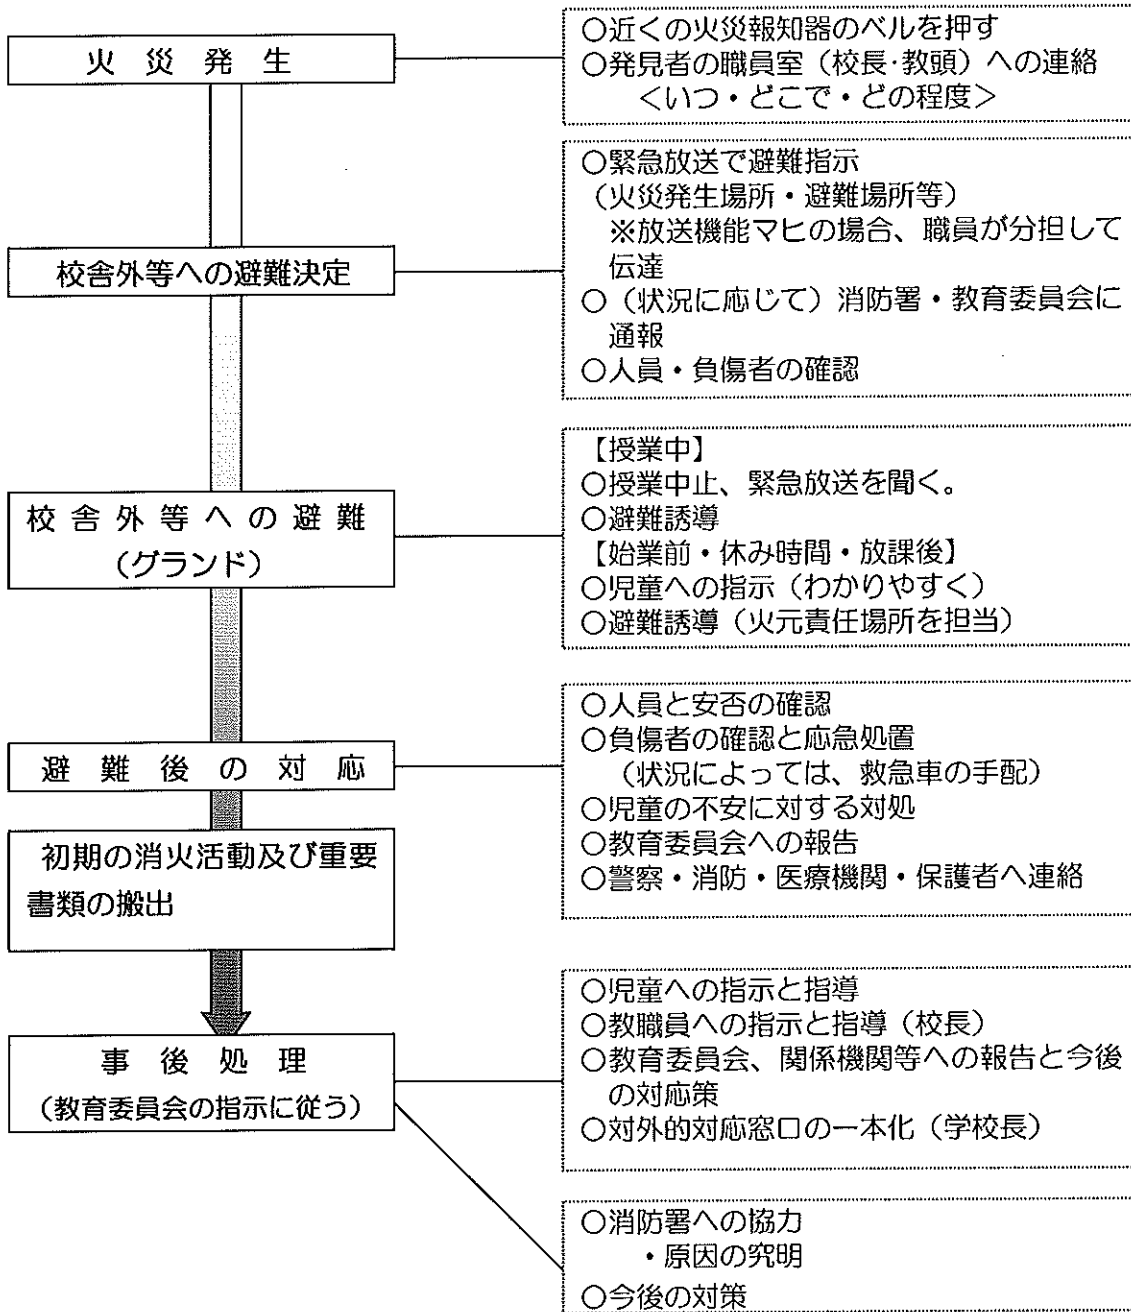 火災発生
○近くの火災報知器のベルを押す
○発見者の職員室（校長・教頭）への連絡
＜いつ・どこで・どの程度＞
校舎外等への避難決定
○緊急放送で避難指示
（火災発生場所・避難場所等）
※放送機能マヒの場合、職員が分担して
伝達
○（状況に応じて）消防署・教育委員会に
通報
○人員・負傷者の確認
校舎外等への避難
（グランド）
【授業中】
○授業中止、緊急放送を聞く。
○避難誘導
【始業前・休み時間・放課後】
○児童への指示（わかりやすく）
○避難誘導（火元責任場所を担当）
避難後の対応
初期の消火活動及び重要
書類の搬出
○人員と安否の確認
○負傷者の確認と応急処置
（状況によっては、救急車の手配）
○児童の不安に対する対処
○教育委員会への報告
○警察・消防・医療機関・保護者へ連絡
事後処理
（教育委員会の指示に従う）
○児童への指示と指導
○教職員への指示と指導（校長）
○教育委員会、関係機関等への報告と今後
の対応策
○対外的対応窓口の一本化（学校長）
○消防署への協力
・原因の究明
○今後の対策